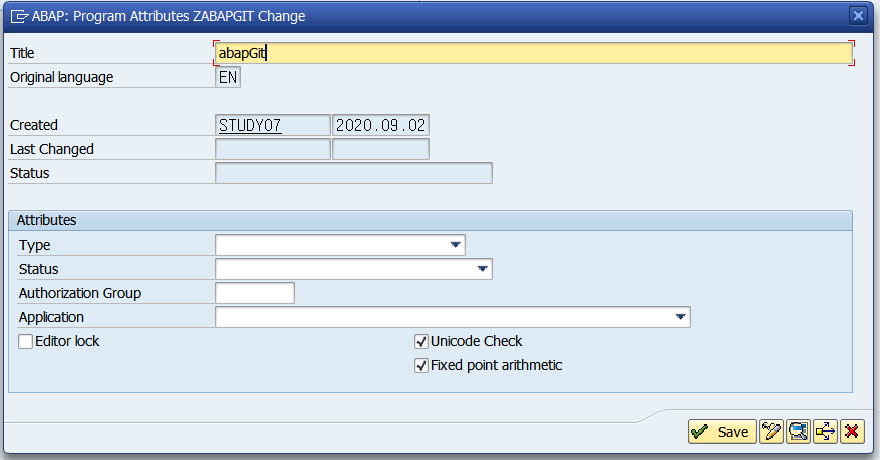 ABAP: Program Attributes ZABAPGIT Change
Title abapGit
Original language EN
Created STUDY07 2020.09.02
Last Changed
Status
Attributes
Type
Status
Authorization Group
Application
Editor lock Unicode Check
Fixed point arithmetic
Save